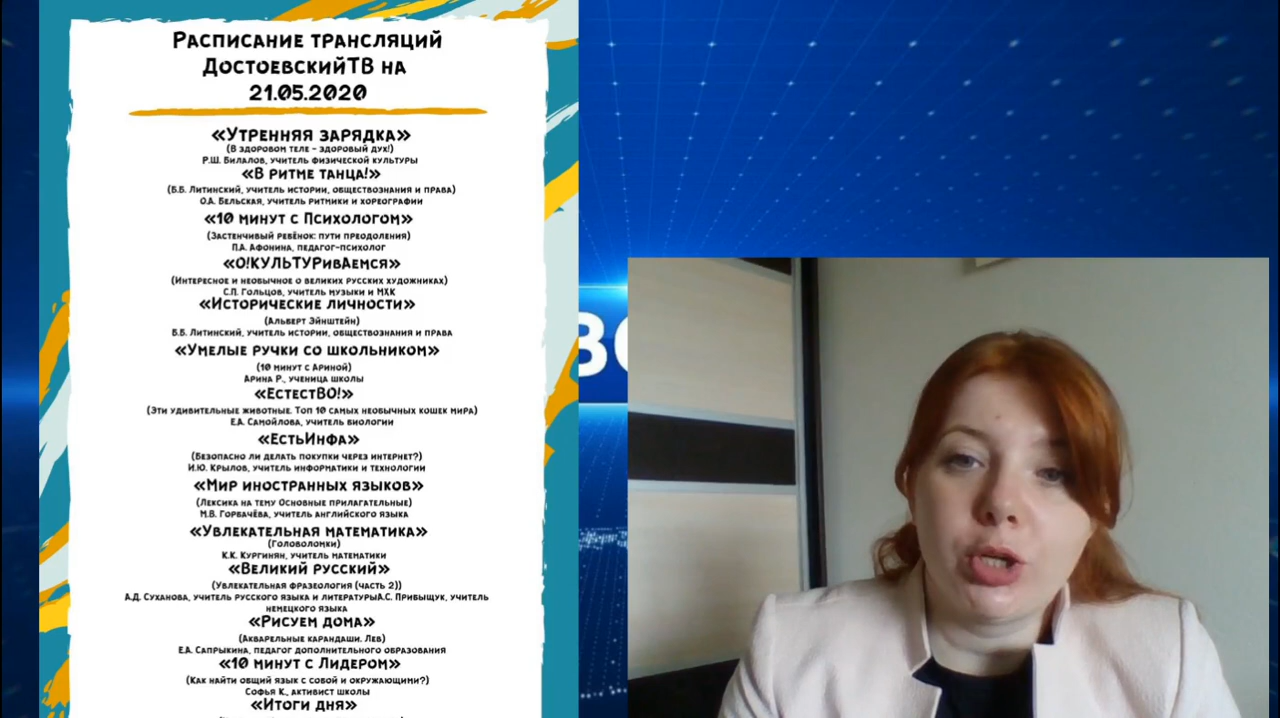 Расписание трансляций
ДостоевскийТВ на
21.05.2020
«Утренняя зарядка»
(В здоровом теле - здоровый дух!)
Р.Ш. Билалов, учитель физической культуры
«В ритме танца!»
(Б.Б. Литинский, учитель истории, обществознания и права)
О.А. Бельская, учитель ритмики и хореографии
«10 минут с Психологом»
(Застенчивый ребёнок: пути преодоления)
П.А. Афонина, педагог-психолог
«О!КУЛЬТУРивАемся»
(Интересное и необычное о великих русских художниках)
С.П. Гольцов, учитель музыки и МХК
«Исторические личности»
(Альберт Эйнштейн)
Б.Б. Литинский, учитель истории, обществознания и права
«Умелые ручки со школьником»
(10 минут с Ариной)
Арина Р., ученица школы
«ЕстестВО!»
(Эти удивительные животные. Топ 10 самых необычных кошек мира)
Е.А. Самойлова, учитель биологии
«ЕстьИнфа»
(Безопасно ли делать покупки через интернет?)
И.Ю. Крылов, учитель информатики и технологии
«Мир иностранных языков»
(Лексика на тему Основные прилагательные)
М.В. Горбачёва, учитель английского языка
«Увлекательная математика»
(Головоломки)
К.К. Кургинян, учитель математики
«Великий русский»
(Увлекательная фразеология (часть 2))
А.Д. Суханова, учитель русского языка и литературыА.С. Прибыщук, учитель
немецкого языка
«Рисуем дома»
(Акварельные карандаши. Лев)
Е.А. Сапрыкина, педагог дополнительного образования
«10 минут с Лидером»
(Как найти общий язык с собой и окружающими?)
Софья К., активист школы
«Итоги дня»